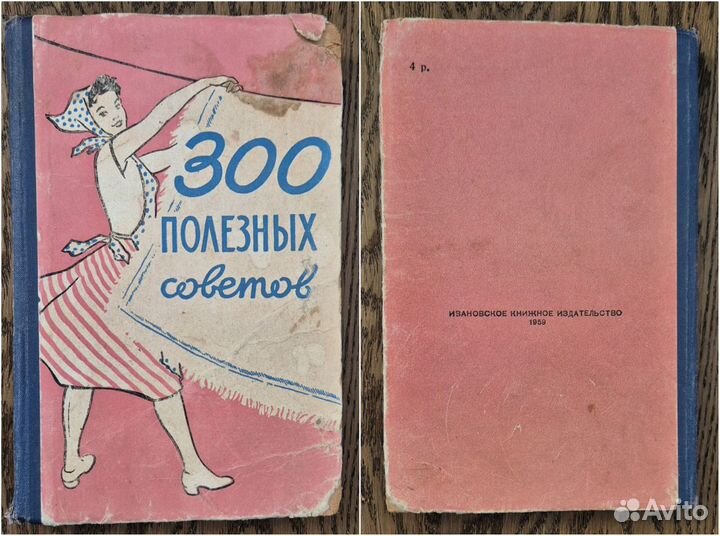 300
ПОЛЕЗНЫХ
советов
4 р.
ИВАНОВСКОЕ КНИЖНОЕ ИЗДАТЕЛЬСТВО
1959
Avito